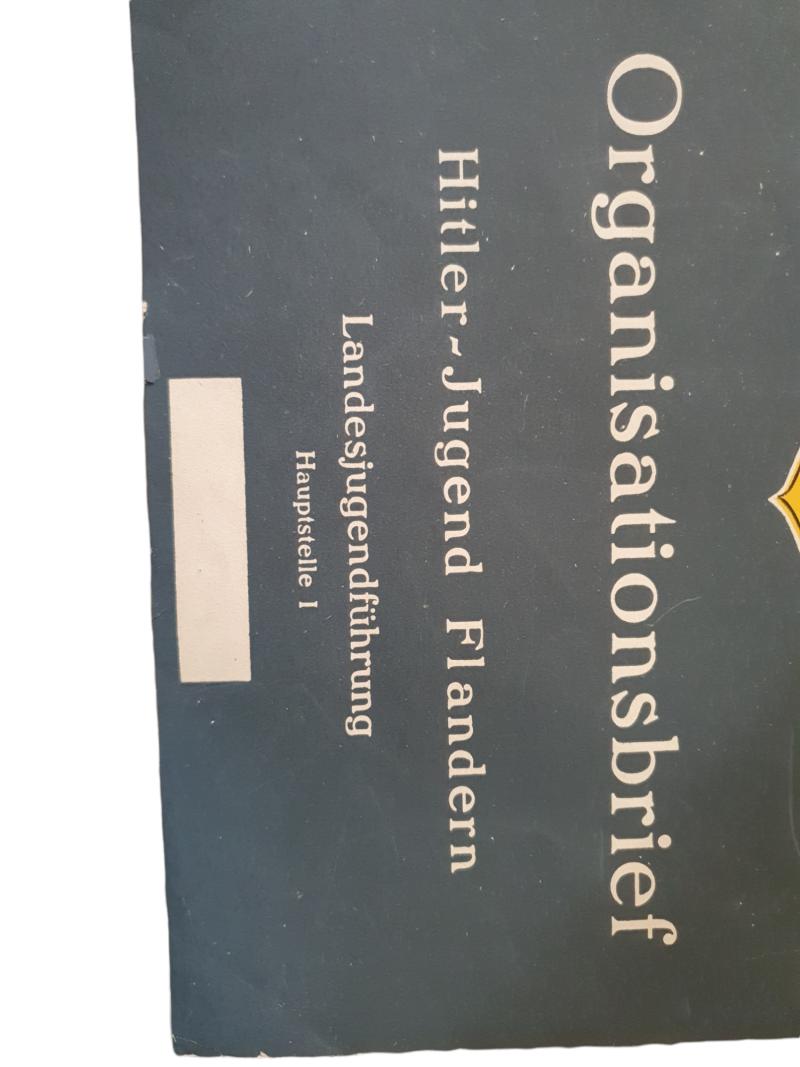 Organisationsbrief
Hitler~Jugend Flandern
Landesjugendführung
Hauptstelle I